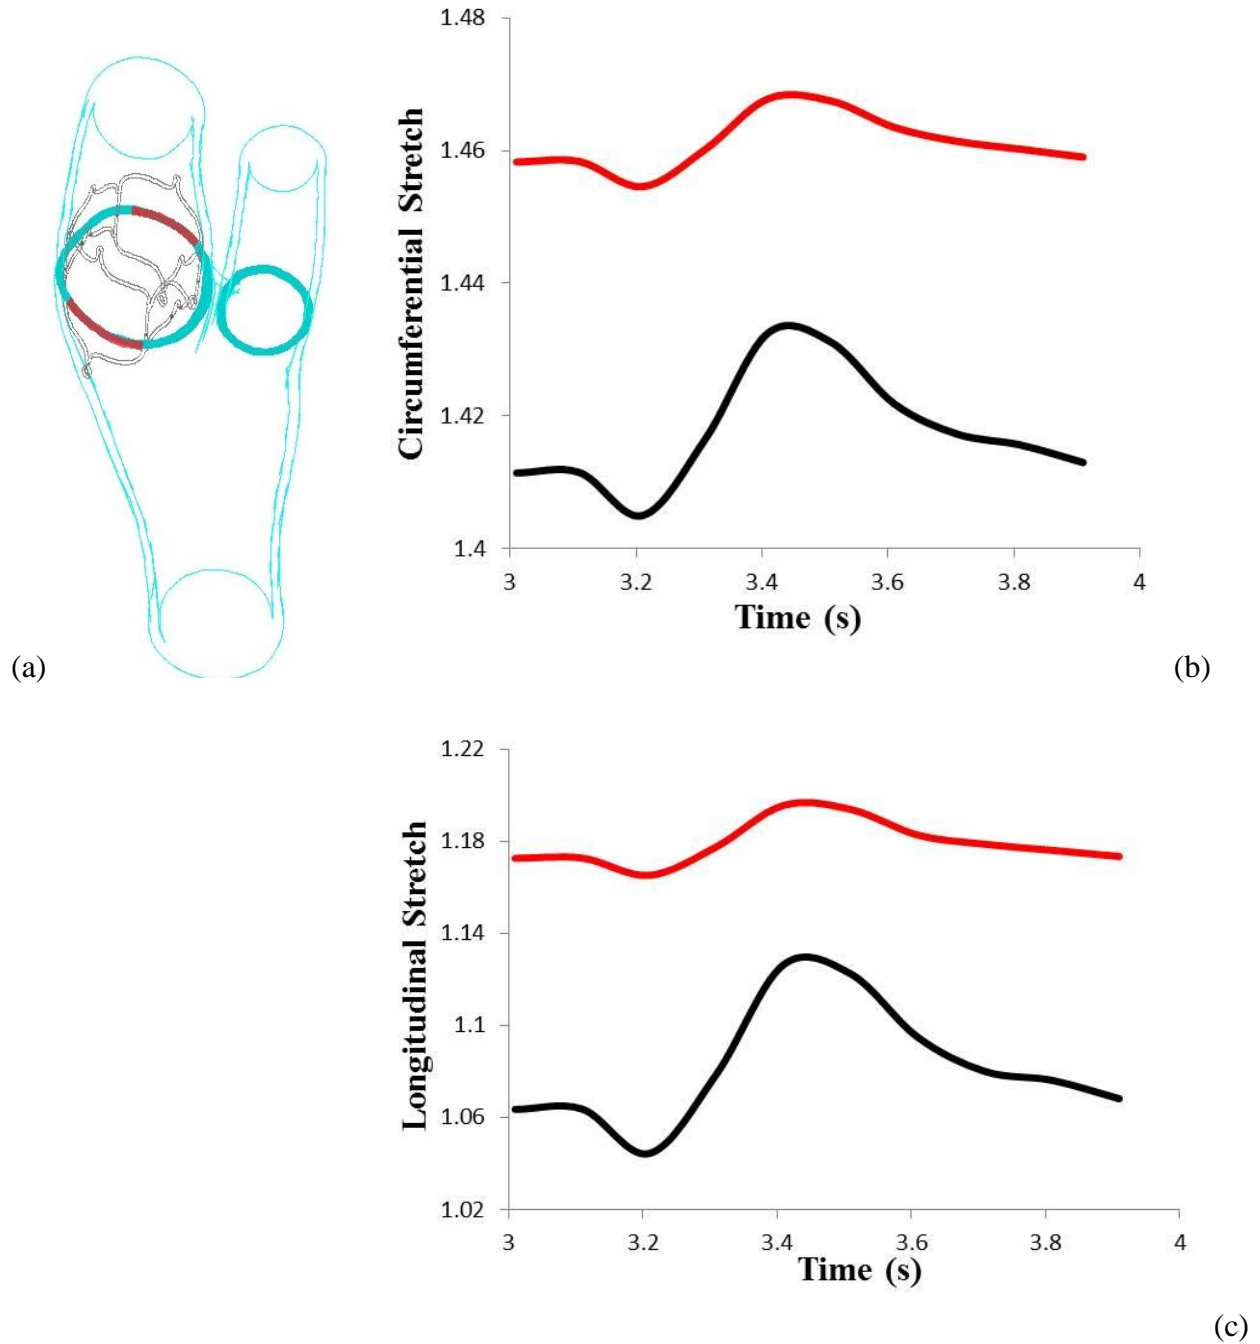 1.48
1.46
1.44
1.42
1.4
Circumferential Stretch
3 3.2 3.4 3.6 3.8 4
Time (s)
(a)
(b)
1.22
1.18
1.14
1.1
1.06
1.02
Longitudinal Stretch
3 3.2 3.4 3.6 3.8 4
Time (s)
(c)